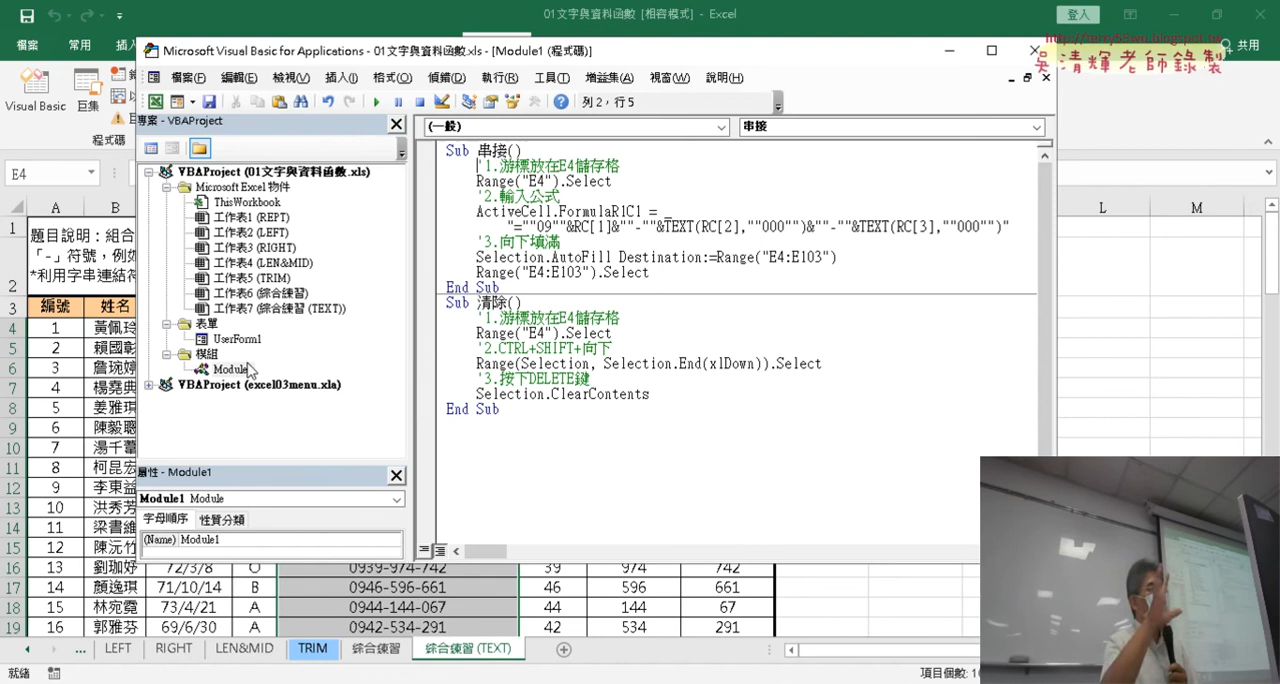 01文字與資料函數 [相容模式] - Excel
登入
檔案 常用 插入
共用
http://terry55wu.blogspot.tw
吳清輝老師錄製
Microsoft Visual Basic for Applications - 01文字與資料函數.xls - [Module1 (程式碼)]
檔案(F) 編輯(E) 檢視(V) 插入(I) 格式(O) 偵錯(D) 執行(R) 工具(T) 增益集(A) 視窗(W) 說明(H)
列 2，行 5
Visual Basic 巨集
程式碼
E4
專案 - VBAProject
VBAProject (01文字與資料函數.xls)
Microsoft Excel 物件
ThisWorkbook
工作表1 (REPT)
工作表2 (LEFT)
工作表3 (RIGHT)
工作表4 (LEN&MID)
工作表5 (TRIM)
工作表6 (綜合練習)
工作表7 (綜合練習 (TEXT))
表單
UserForm1
模組
Module
VBAProject (excel03menu.xla)
屬性 - Module1
Module1 Module
字母順序 性質分類
(Name) Module1
(一般) 串接
Sub 串接()
'1.游標放在E4儲存格
Range("E4").Select
'2.輸入公式
ActiveCell.FormulaR1C1 = _
"=""09""&RC[1]&""-""&TEXT(RC[2],""000"")&""-""&TEXT(RC[3],""000"")"
'3.向下填滿
Selection.AutoFill Destination:=Range("E4:E103")
Range("E4:E103").Select
End Sub
Sub 清除()
'1.游標放在E4儲存格
Range("E4").Select
'2.CTRL+SHIFT+向下
Range(Selection, Selection.End(xlDown)).Select
'3.按下DELETE鍵
Selection.ClearContents
End Sub
A B L M
1 題目說明：組合
「-」符號，例如
2 *利用字串連結符
3 編號 姓名
4 1 黃佩玲
5 2 賴國彰
6 3 詹琬婷
7 4 楊堯典
8 5 姜雅琪
9 6 陳毅聰
10 7 湯千蕾
11 8 柯昆宏
12 9 李東益
13 10 洪秀芳
14 11 梁書維
15 12 陳沅竹
16 13 劉珈妤 72/3/8 O 0939-974-742 39 974 742
17 14 顏逸琪 71/10/14 B 0946-596-661 46 596 661
18 15 林宛霓 73/4/21 A 0944-144-067 44 144 67
19 16 郭雅芬 69/6/30 A 0942-534-291 42 534 291
... LEFT RIGHT LEN&MID TRIM 綜合練習 綜合練習 (TEXT)
就緒